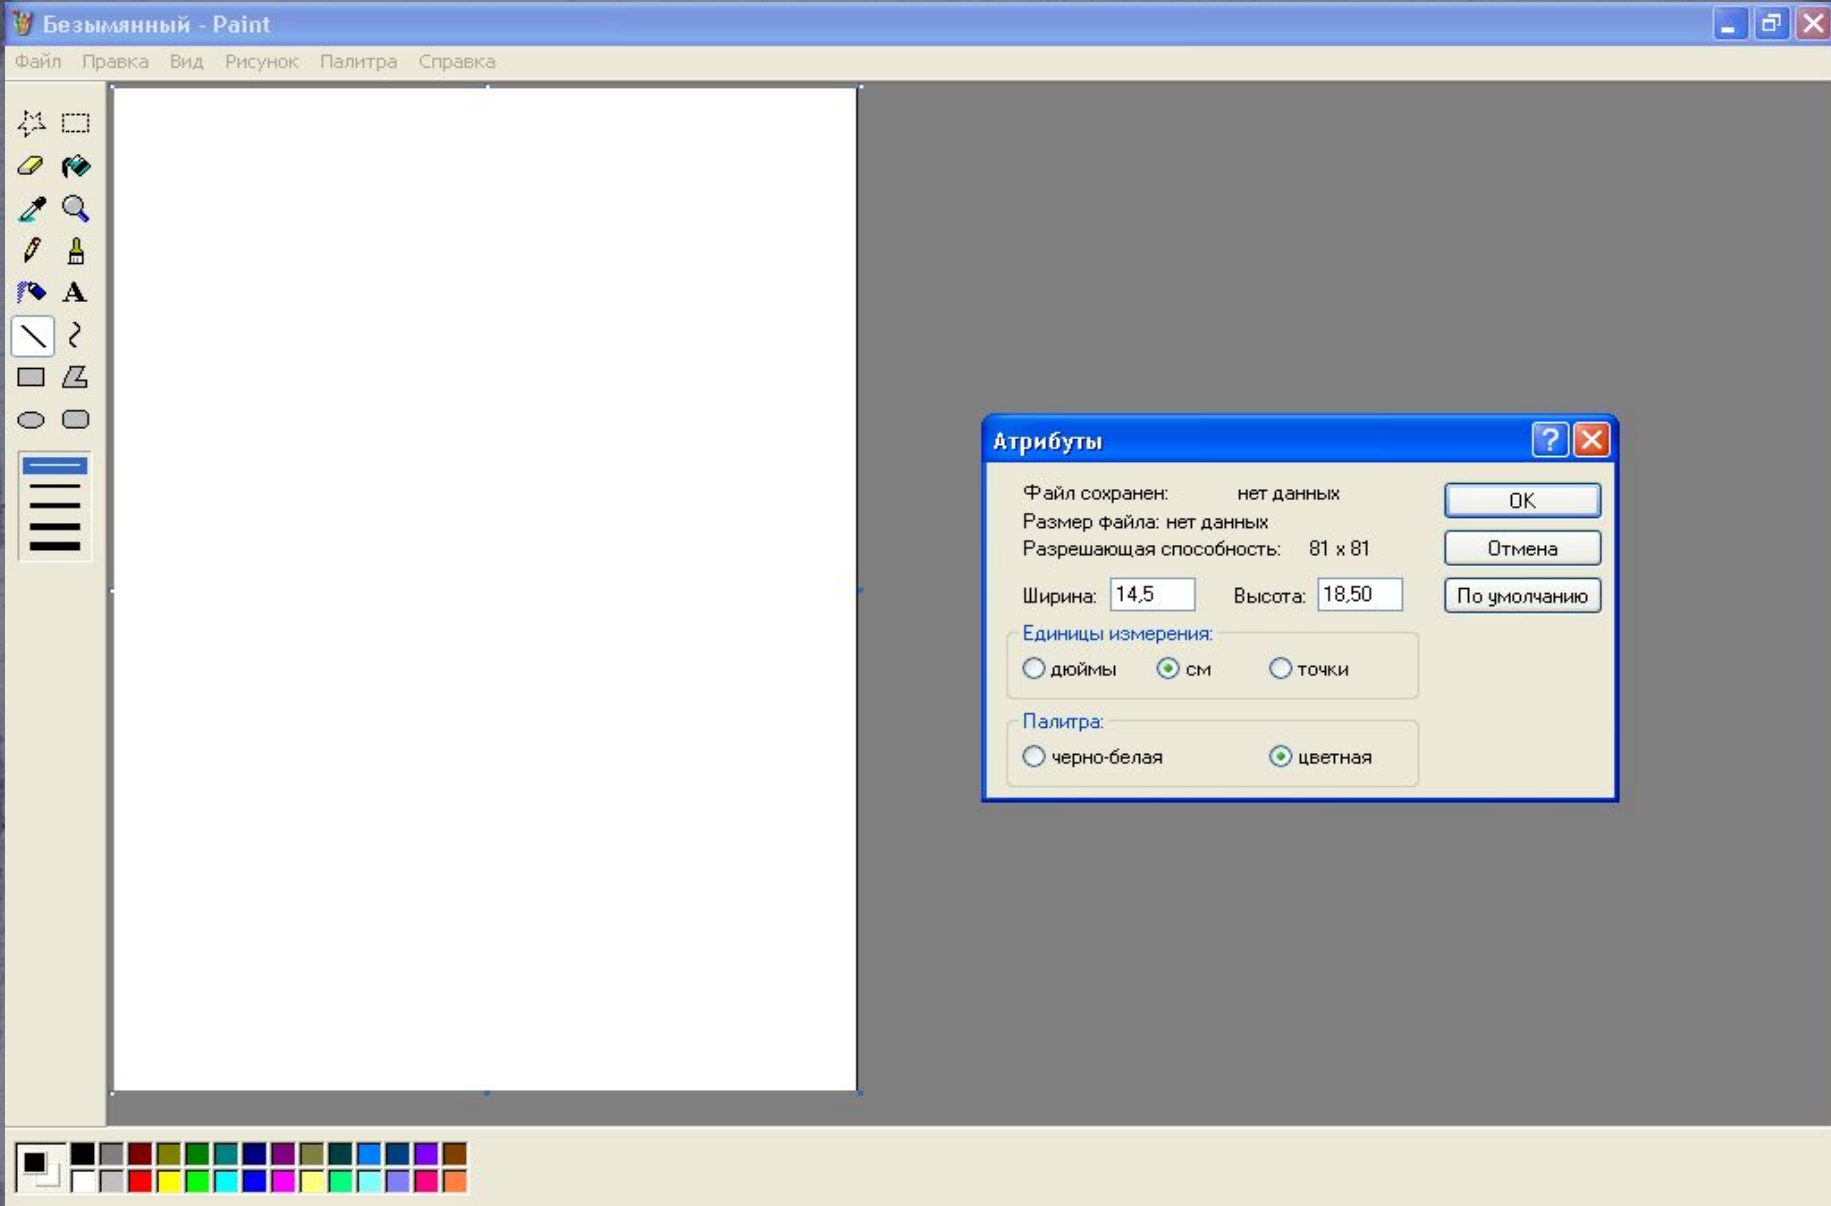 Безымянный - Paint
Файл Правка Вид Рисунок Палитра Справка
A
Атрибуты
?
Файл сохранен: нет данных
Размер файла: нет данных
Разрешающая способность: 81 x 81
Ширина: 14,5 Высота: 18,50
Единицы измерения:
дюймы см точки
Палитра:
черно-белая цветная
OK
Отмена
По умолчанию